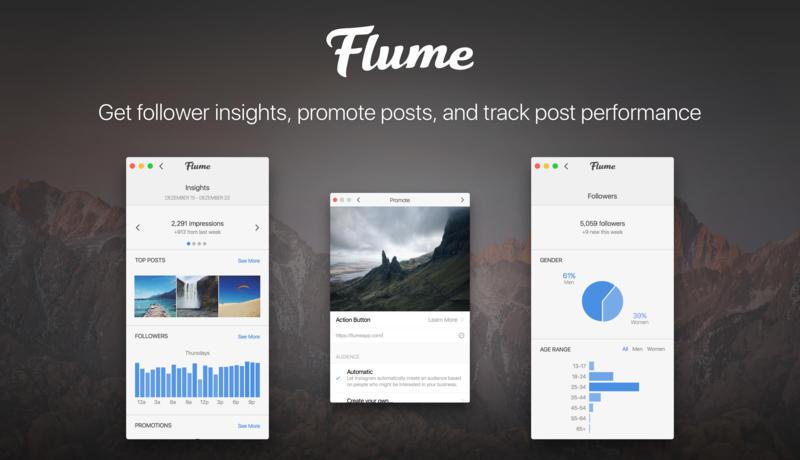 Flume
Get follower insights, promote posts, and track post performance
Flume
Insights
DEZEMBER 15 - DEZEMBER 22
2,291 impressions
+913 from last week
TOP POSTS
See More
FOLLOWERS
See More
Thursdays
12a 3a 6a 9a 12p 3p 6p 9p
PROMOTIONS
See More
Promote
Action Button
Learn More
https://flumeapp.com/
AUDIENCE
Automatic
Let Instagram automatically create an audience based
on people who might be interested in your business.
Create your own...
Flume
Followers
5,059 followers
+9 new this week
GENDER
61%
Men
39%
Women
AGE RANGE
All Men Women
13-17
18-24
25-34
35-44
45-54
55-64
65+